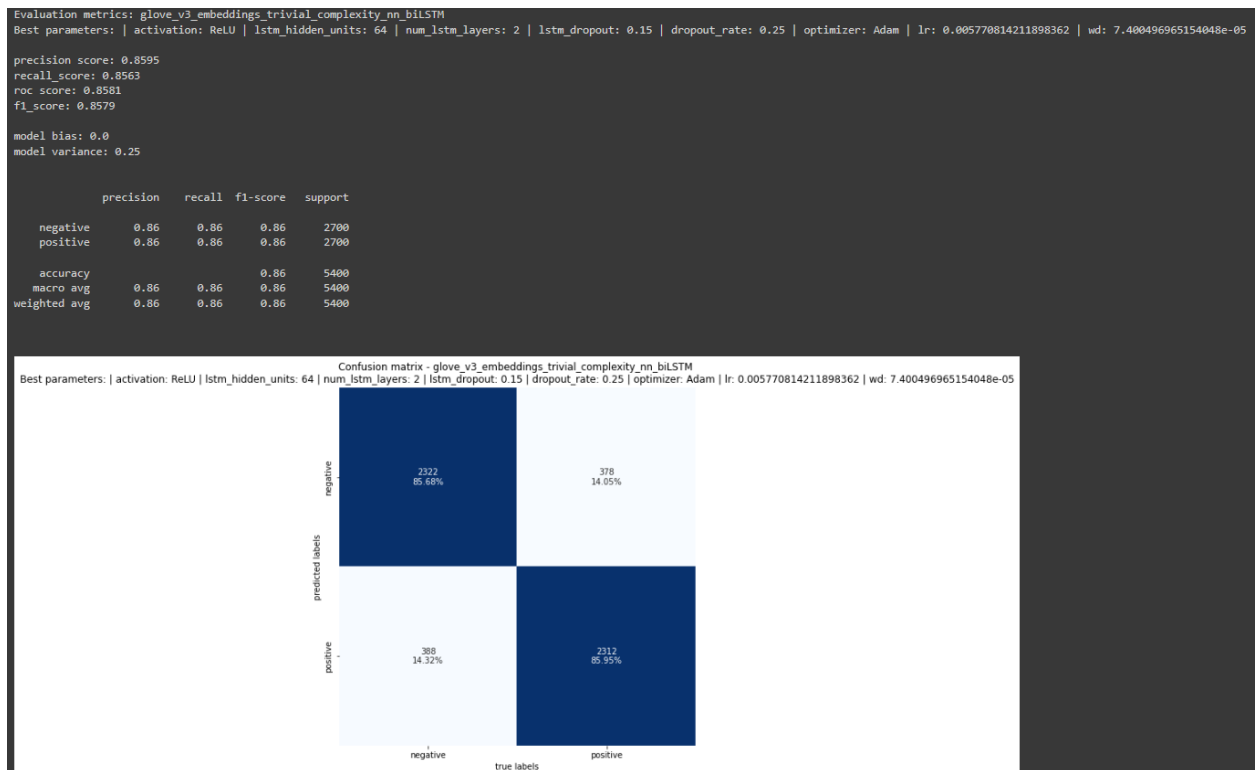 Evaluation metrics: glove_v3_embeddings_trivial_complexity_nn_biLSTM
Best parameters: | activation: ReLU | lstm_hidden_units: 64 | num_lstm_layers: 2 | lstm_dropout: 0.15 | dropout_rate: 0.25 | optimizer: Adam | lr: 0.005770814211898362 | wd: 7.400496965154048e-05
precision score: 0.8595
recall_score: 0.8563
roc score: 0.8581
f1_score: 0.8579
model bias: 0.0
model variance: 0.25
precision recall f1-score support
negative 0.86 0.86 0.86 2700
positive 0.86 0.86 0.86 2700
accuracy 0.86 5400
macro avg 0.86 0.86 0.86 5400
weighted avg 0.86 0.86 0.86 5400
Confusion matrix - glove_v3_embeddings_trivial_complexity_nn_biLSTM
Best parameters: | activation: ReLU | lstm_hidden_units: 64 | num_lstm_layers: 2 | lstm_dropout: 0.15 | dropout_rate: 0.25 | optimizer: Adam | lr: 0.005770814211898362 | wd: 7.400496965154048e-05
predicted labels
negative
2322
85.68%
378
14.05%
positive
388
14.32%
2312
85.95%
negative positive
true labels